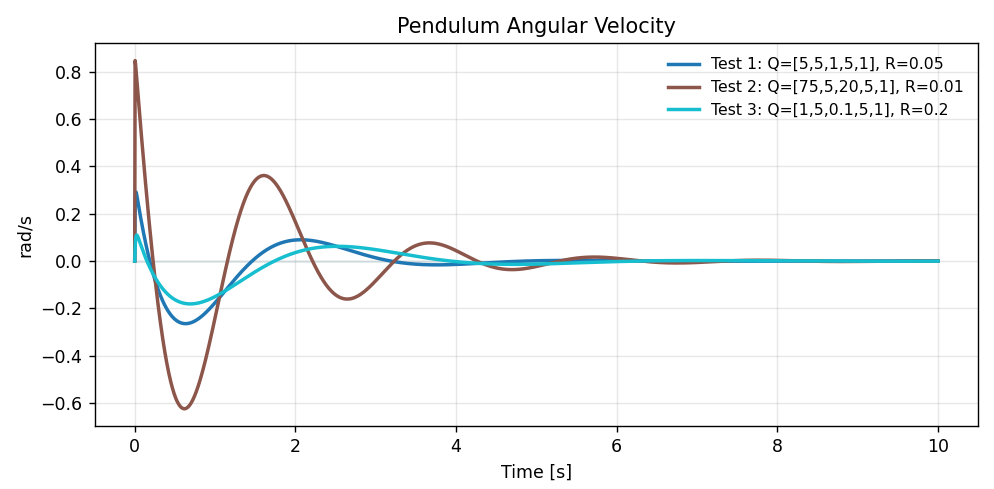 Pendulum Angular Velocity
Test 1: Q=[5,5,1,5,1], R=0.05
Test 2: Q=[75,5,20,5,1], R=0.01
Test 3: Q=[1,5,0.1,5,1], R=0.2
rad/s
0.8
0.6
0.4
0.2
0.0
−0.2
−0.4
−0.6
0 2 4 6 8 10
Time [s]